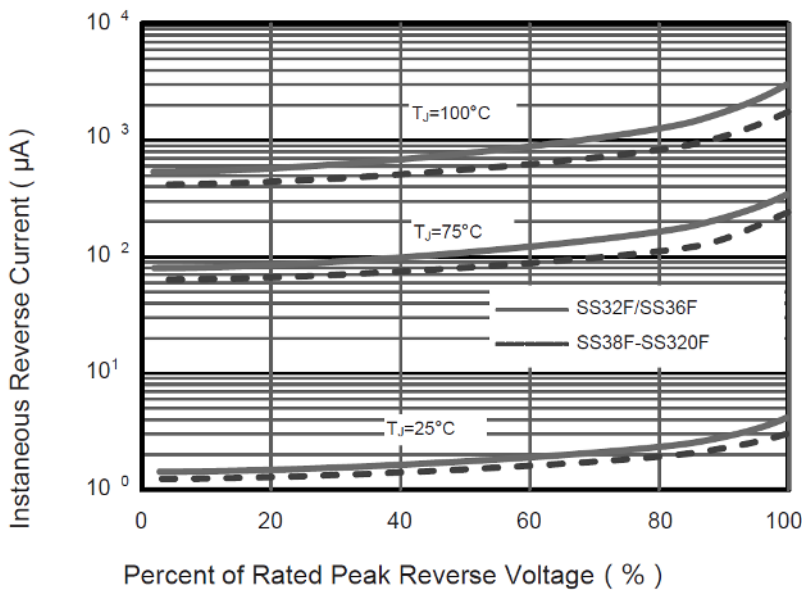 Instaneous Reverse Current ( μA)
10 4
10 3
10 2
10 1
10 0
TJ=100°C
TJ=75°C
SS32F/SS36F
SS38F-SS320F
TJ=25°C
0 20 40 60 80 100
Percent of Rated Peak Reverse Voltage ( % )